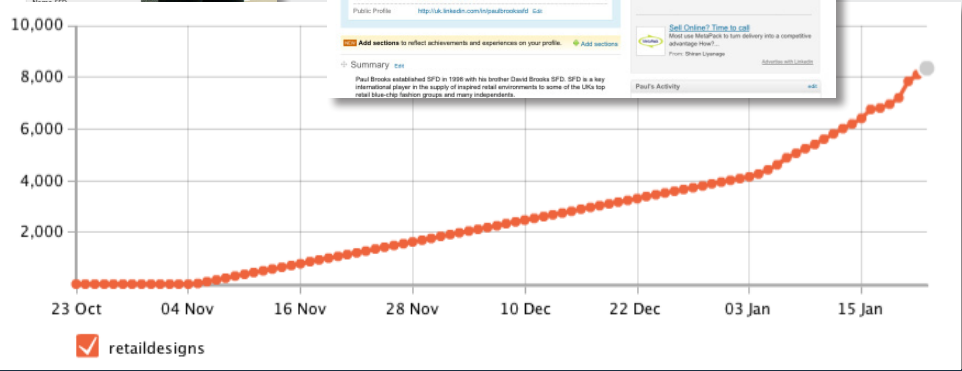 10,000
8,000
6,000
4,000
2,000
23 Oct
04 Nov
16 Nov
28 Nov
10 Dec
22 Dec
03 Jan
15 Jan
retaildesigns
Public Profile
http://uk.linkedin.com/in/paulbrookssfd Edit
NEW Add sections to reflect achievements and experiences on your profile.
Add sections
Summary Edit
Paul Brooks established SFD in 1998 with his brother David Brooks SFD. SFD is a key
international player in the supply of inspired retail environments to some of the UKs top
retail blue-chip fashion groups and many independents.
Sell Online? Time to call
Most use MetaPack to turn delivery into a competitive
advantage How?...
From: Shiran Liyanage
Advertise with LinkedIn
Paul's Activity
edit